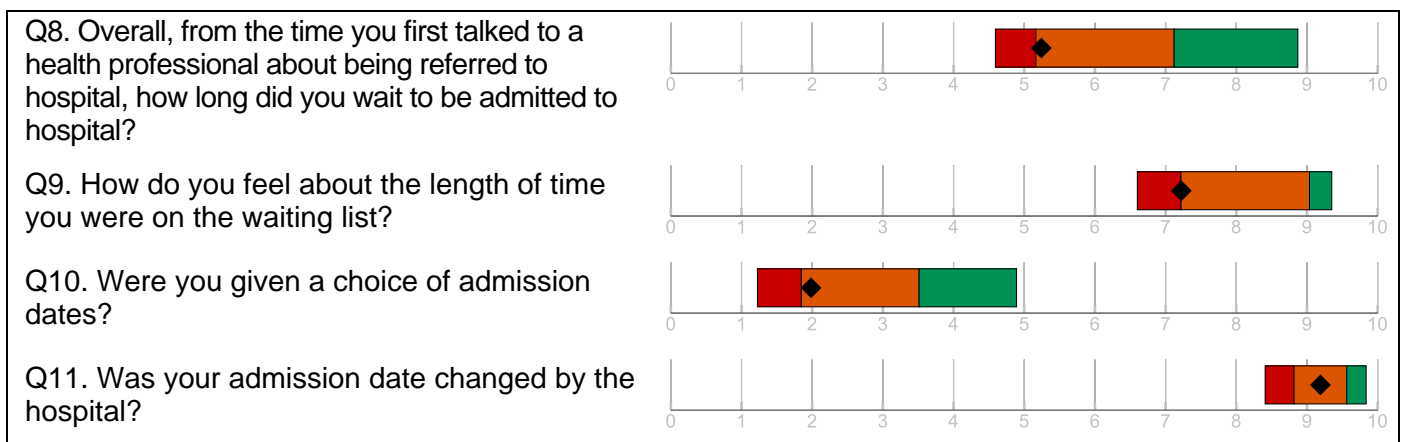 Q8. Overall, from the time you first talked to a
health professional about being referred to
hospital, how long did you wait to be admitted to
hospital?
0 1 2 3 4 5 6 7 8 9 10
Q9. How do you feel about the length of time
you were on the waiting list?
0 1 2 3 4 5 6 7 8 9 10
Q10. Were you given a choice of admission
dates?
0 1 2 3 4 5 6 7 8 9 10
Q11. Was your admission date changed by the
hospital?
0 1 2 3 4 5 6 7 8 9 10